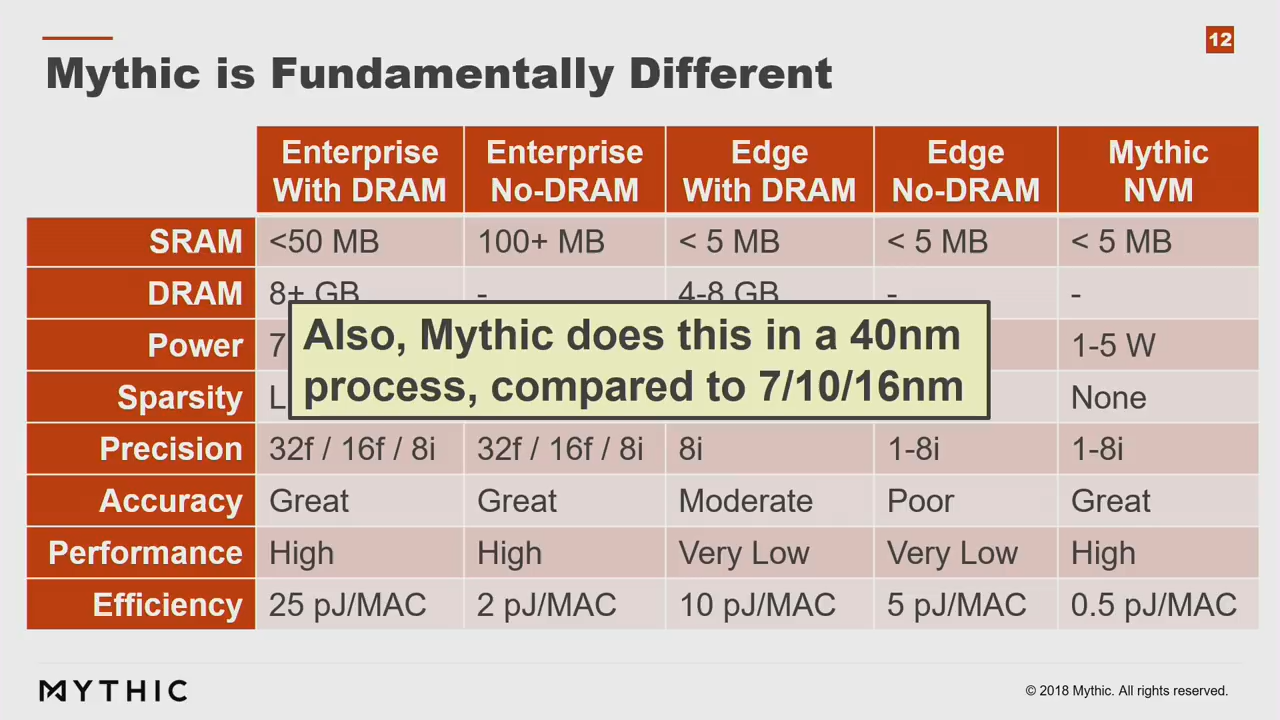 12
Mythic is Fundamentally Different
Enterprise With DRAM Enterprise No-DRAM Edge With DRAM Edge No-DRAM Mythic NVM
SRAM <50 MB 100+ MB < 5 MB < 5 MB < 5 MB
DRAM 8+ GB - 4-8 GB - -
Power 7 1-5 W
Also, Mythic does this in a 40nm
process, compared to 7/10/16nm
Sparsity L None
Precision 32f / 16f / 8i 32f / 16f / 8i 8i 1-8i 1-8i
Accuracy Great Great Moderate Poor Great
Performance High High Very Low Very Low High
Efficiency 25 pJ/MAC 2 pJ/MAC 10 pJ/MAC 5 pJ/MAC 0.5 pJ/MAC
MYTHIC
© 2018 Mythic. All rights reserved.